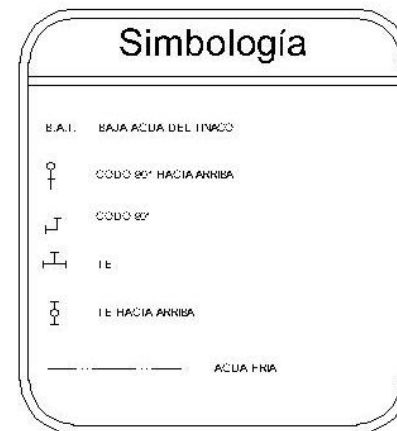 Simbología
B.A.T. BAJA AGUA DEL TINACO
CODO 90° HACIA ARRIBA
CODO 90°
TE
TE HACIA ARRIBA
AGUA FRIA